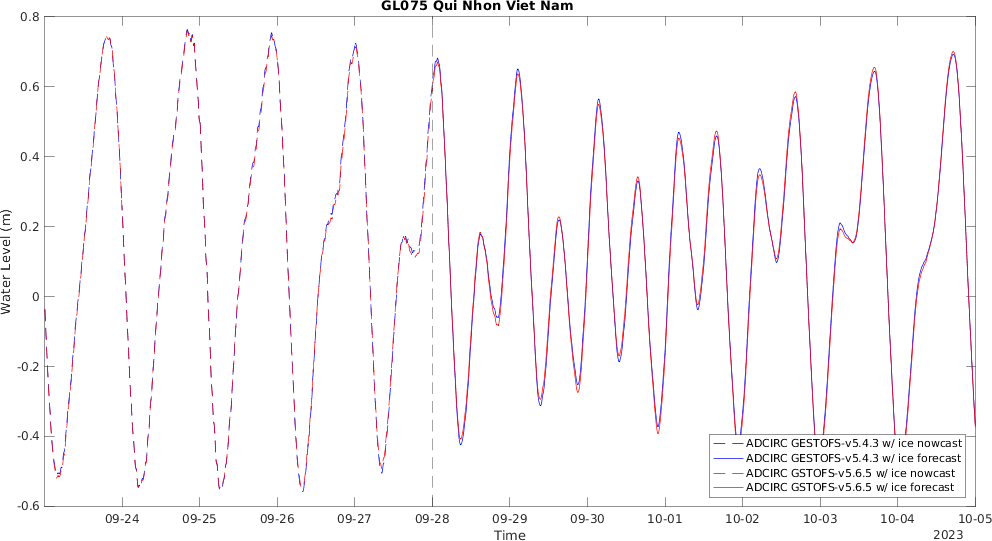 GL075 Qui Nhon Viet Nam
0.8
0.6
0.4
0.2
0
-0.2
-0.4
-0.6
Water Level (m)
09-24 09-25 09-26 09-27 09-28 09-29 09-30 10-01 10-02 10-03 10-04 10-05
Time
2023
ADCIRC GESTOFS-v5.4.3 w/ ice nowcast
ADCIRC GESTOFS-v5.4.3 w/ ice forecast
ADCIRC GSTOFS-v5.6.5 w/ ice nowcast
ADCIRC GSTOFS-v5.6.5 w/ ice forecast